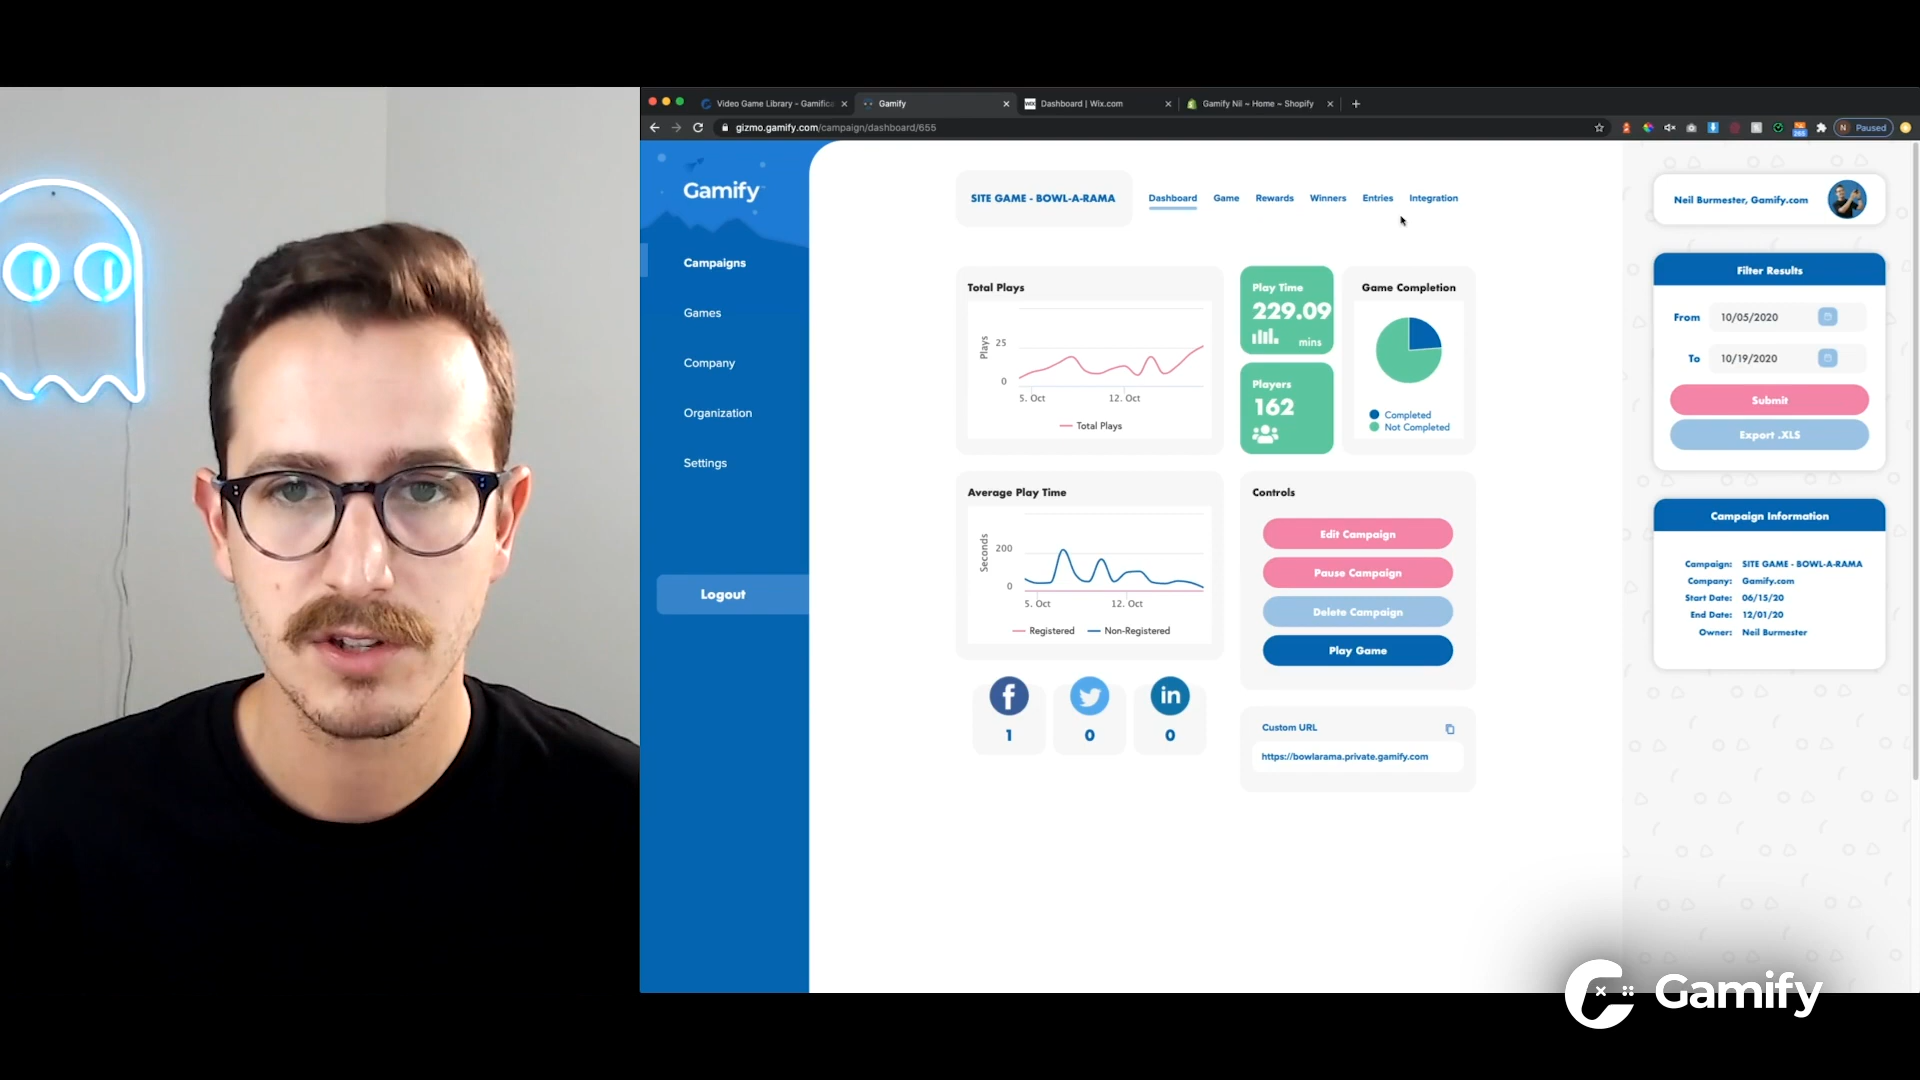 Video Game Library - Gamifica
Gamify
Dashboard | Wix.com
Gamify Nil ~ Home ~ Shopify
gizmo.gamify.com/campaign/dashboard/655
N Paused
Gamify
Campaigns
Games
Company
Organization
Settings
Logout
SITE GAME - BOWL-A-RAMA
Dashboard
Game
Rewards
Winners
Entries
Integration
Total Plays
Plays
25
0
5. Oct
12. Oct
Total Plays
Play Time
229.09
mins
Players
162
Game Completion
Completed
Not Completed
Average Play Time
Seconds
200
0
5. Oct
12. Oct
Registered
Non-Registered
Controls
Edit Campaign
Pause Campaign
Delete Campaign
Play Game
f
in
1
0
0
Custom URL
https://bowlarama.private.gamify.com
Neil Burmester, Gamify.com
Filter Results
From 10/05/2020
To 10/19/2020
Submit
Export .XLS
Campaign Information
Campaign: SITE GAME - BOWL-A-RAMA
Company: Gamify.com
Start Date: 06/15/20
End Date: 12/01/20
Owner: Neil Burmester
Gamify